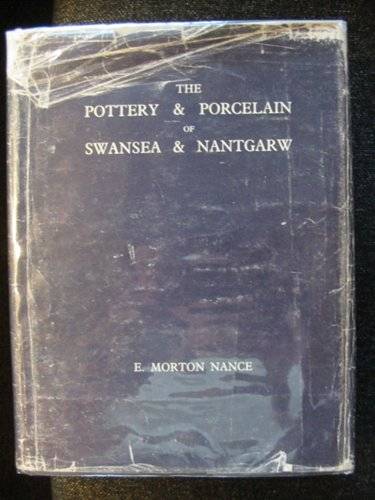 THE
POTTERY & PORCELAIN
OF
SWANSEA & NANTGARW
E. MORTON NANCE